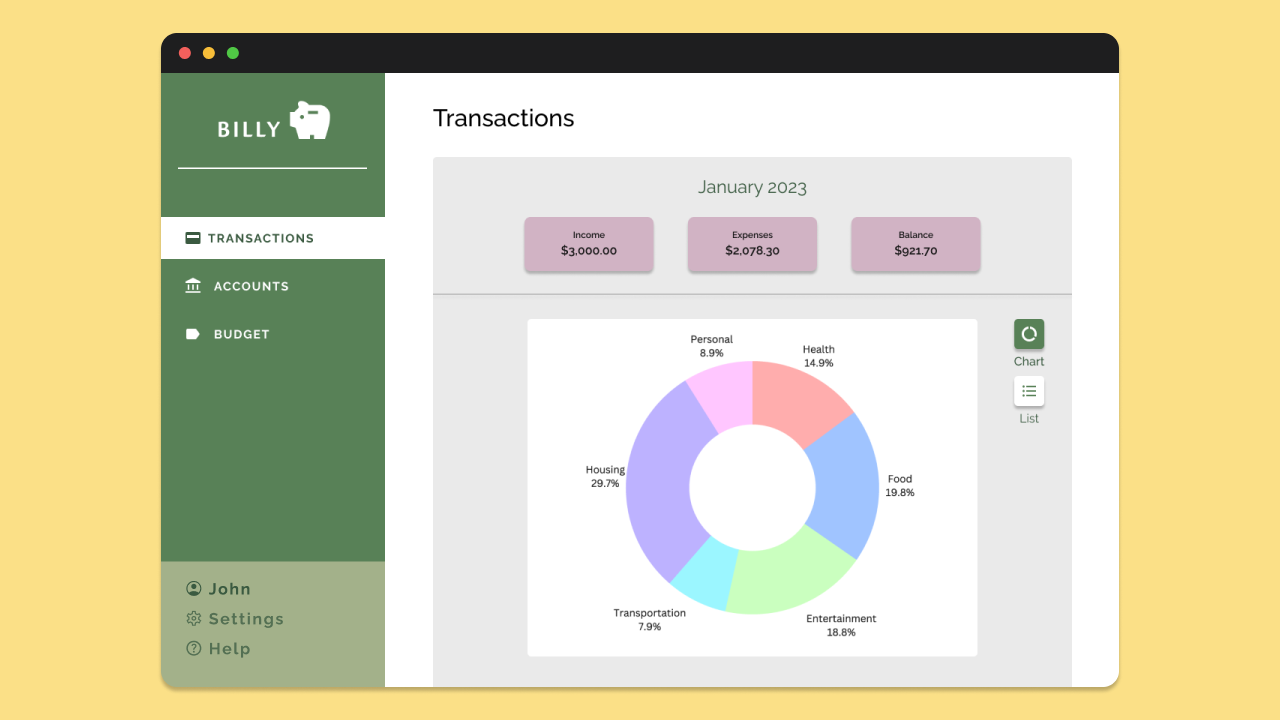 BILLY
TRANSACTIONS
ACCOUNTS
BUDGET
John
Settings
Help
Transactions
January 2023
Income
$3,000.00
Expenses
$2,078.30
Balance
$921.70
Personal
8.9%
Health
14.9%
Housing
29.7%
Food
19.8%
Transportation
7.9%
Entertainment
18.8%
Chart
List